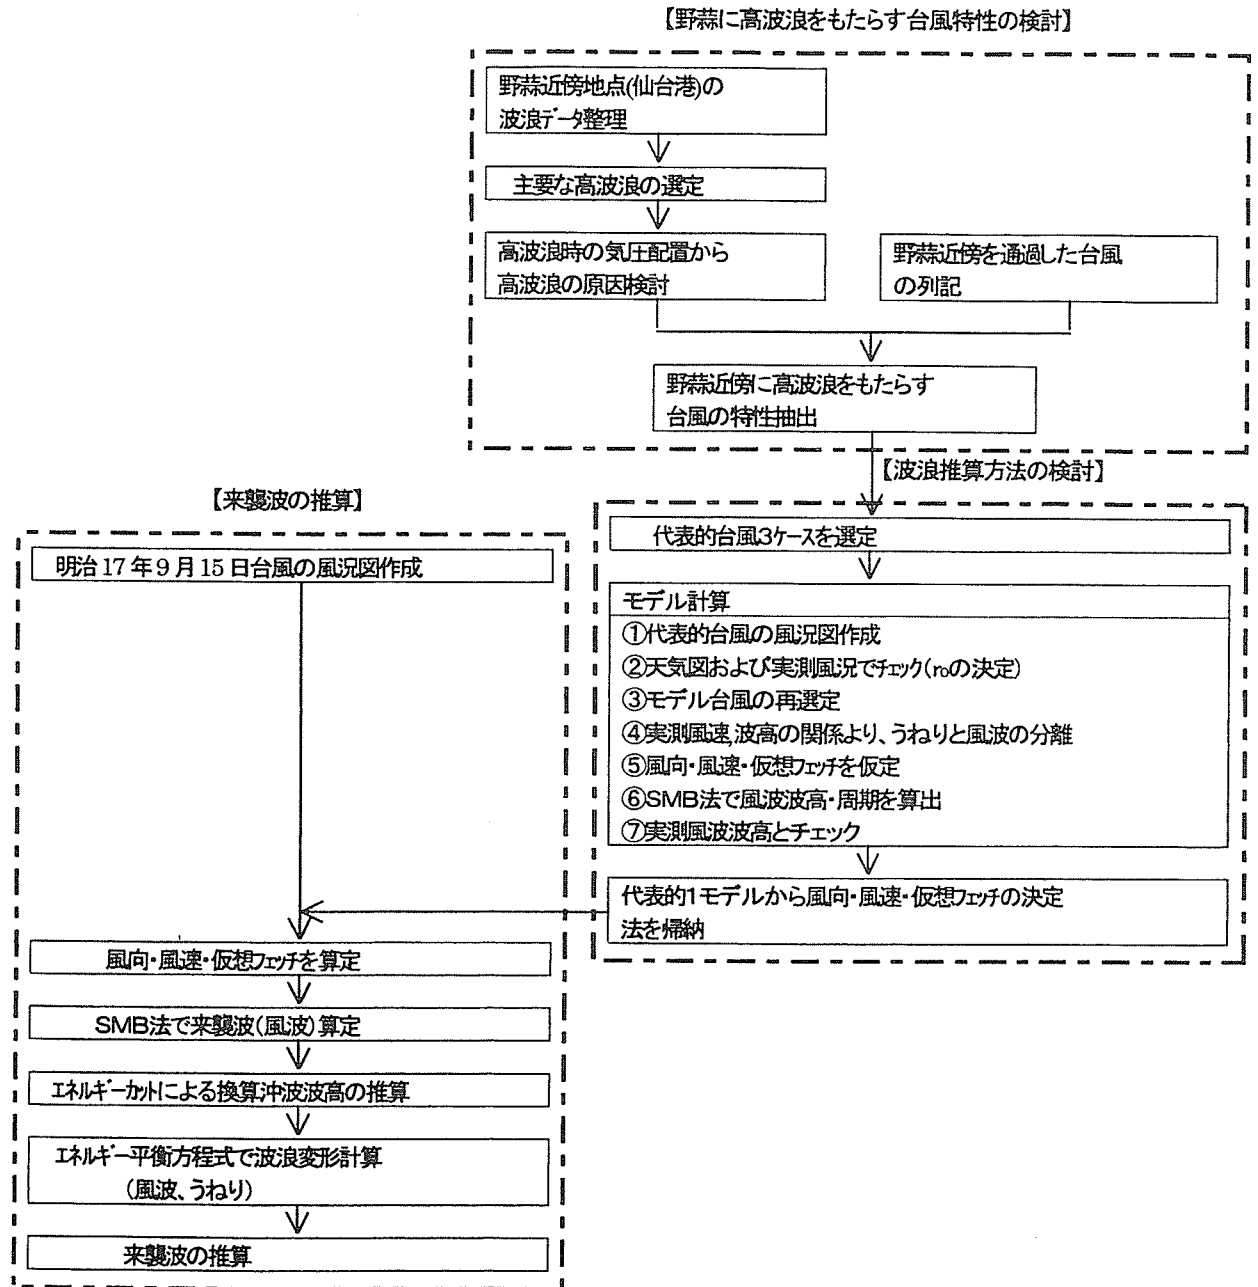 【野蒜に高波浪をもたらす台風特性の検討】
野蒜近傍地点(仙台港)の
波浪データ整理
主要な高波浪の選定
高波浪時の気圧配置から
高波浪の原因検討
野蒜近傍を通過した台風
の列記
野蒜近傍に高波浪をもたらす
台風の特性抽出
【波浪推算方法の検討】
代表的台風3ケースを選定
モデル計算
①代表的台風の風況図作成
②天気図および実測風況でチェック(r₀の決定)
③モデル台風の再選定
④実測風速,波高の関係より、うねりと風波の分離
⑤風向・風速・仮想フェッチを仮定
⑥SMB法で風波波高・周期を算出
⑦実測風波波高とチェック
代表的1モデルから風向・風速・仮想フェッチの決定
法を帰納
【来襲波の推算】
明治17年9月15日台風の風況図作成
風向・風速・仮想フェッチを算定
SMB法で来襲波(風波)算定
エネルギーカットによる換算沖波波高の推算
エネルギー平衡方程式で波浪変形計算
(風波、うねり)
来襲波の推算